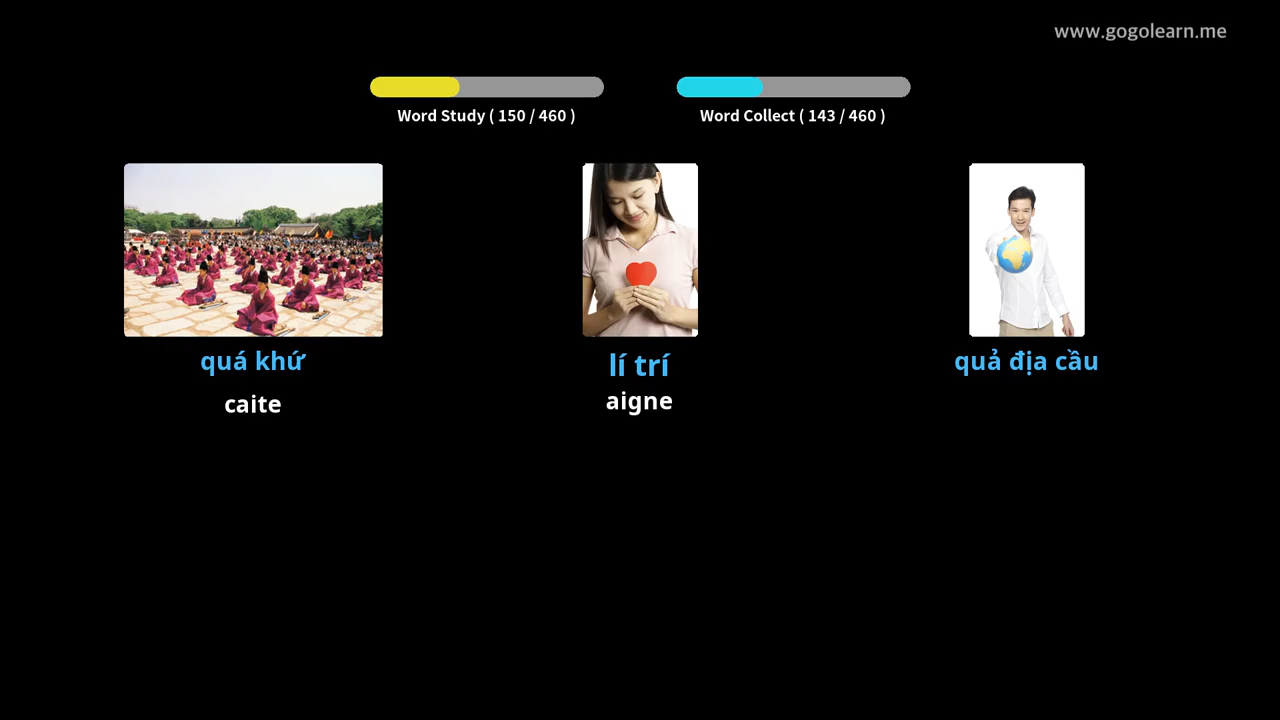 www.gogolearn.me
Word Study ( 150 / 460 )
Word Collect ( 143 / 460 )
quá khứ
caite
lí trí
aigne
quả địa cầu